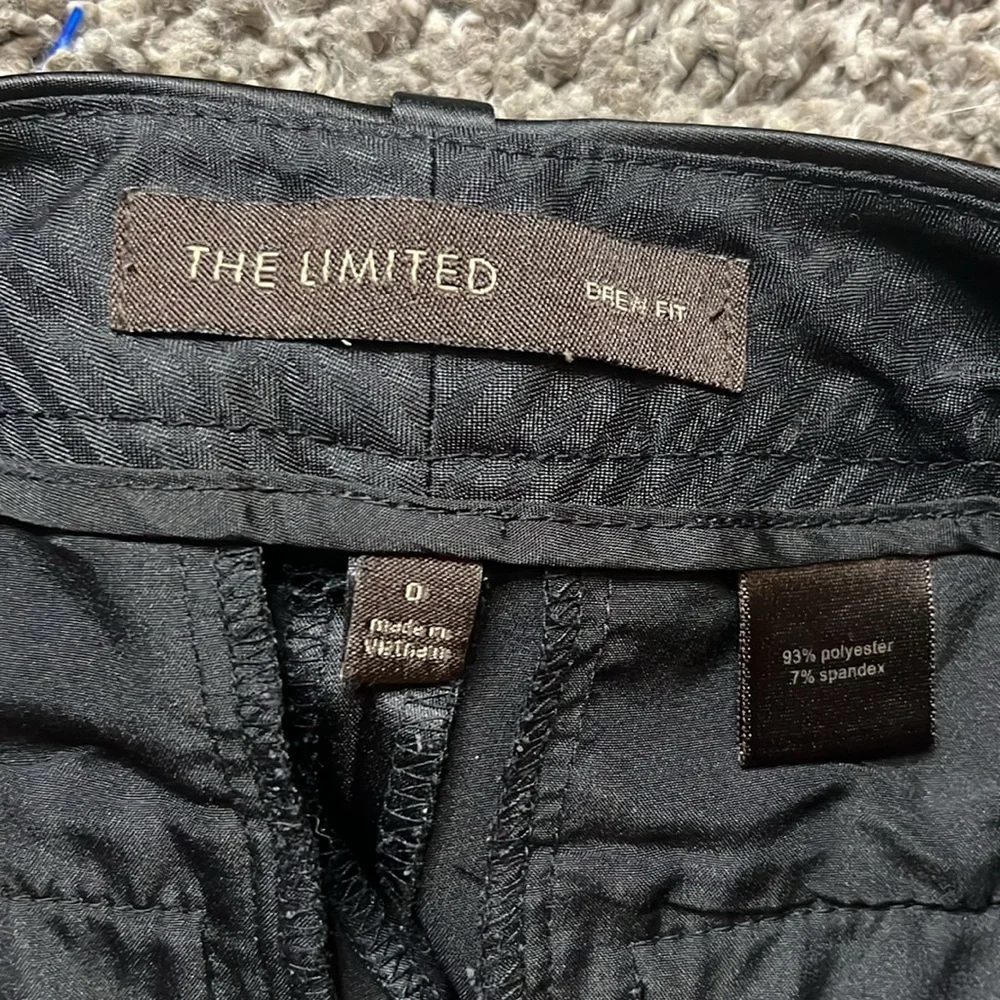 THE LIMITED
DREW FIT
0
made in
vietnam
93% polyester
7% spandex